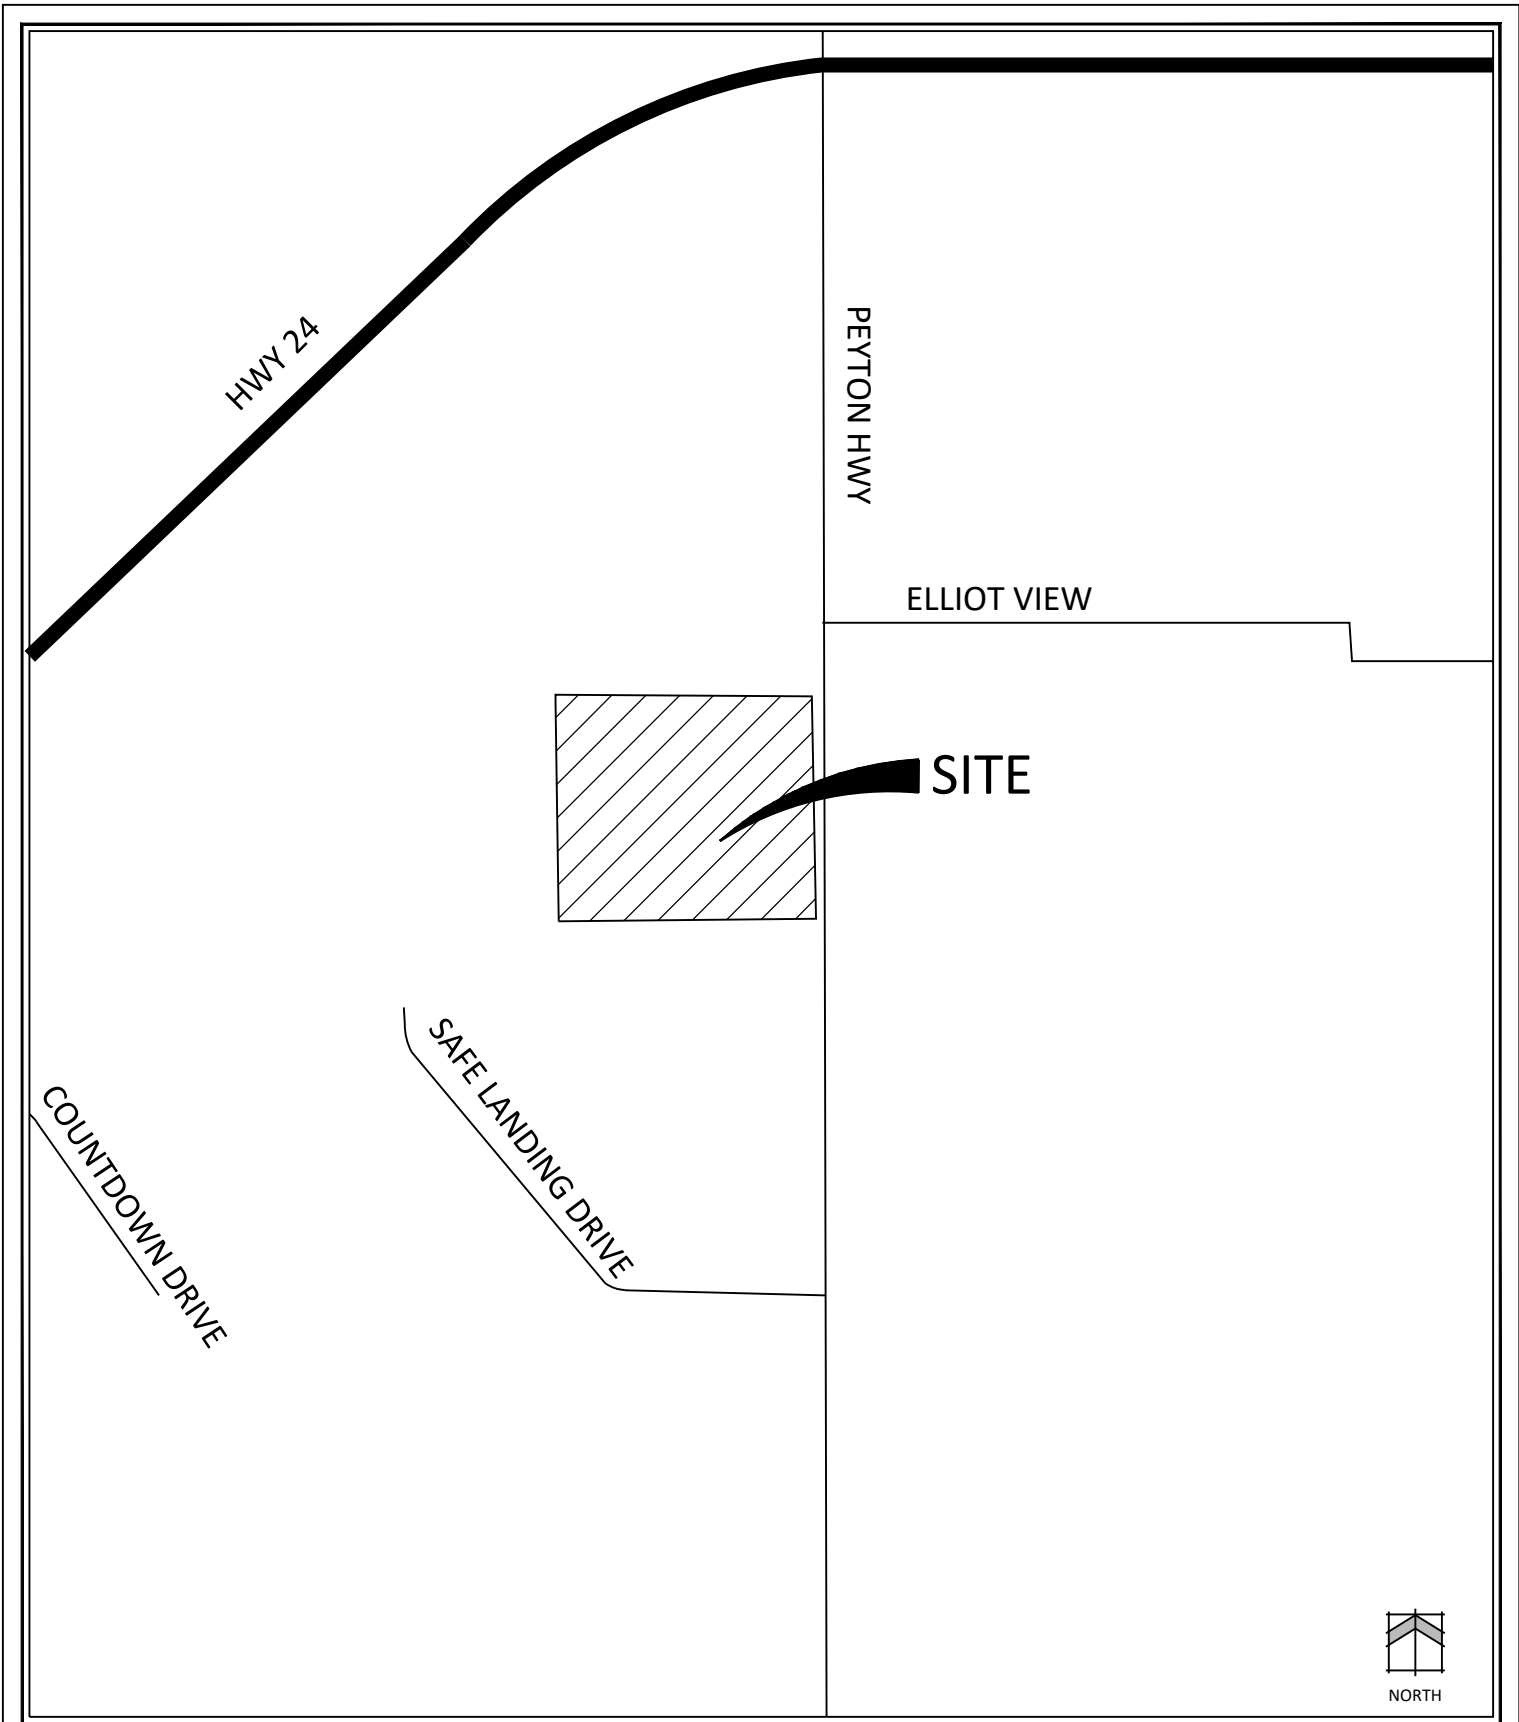 HWY 24
PEYTON HWY
ELLIOT VIEW
SITE
SAFE LANDING DRIVE
COUNTDOWN DRIVE
NORTH